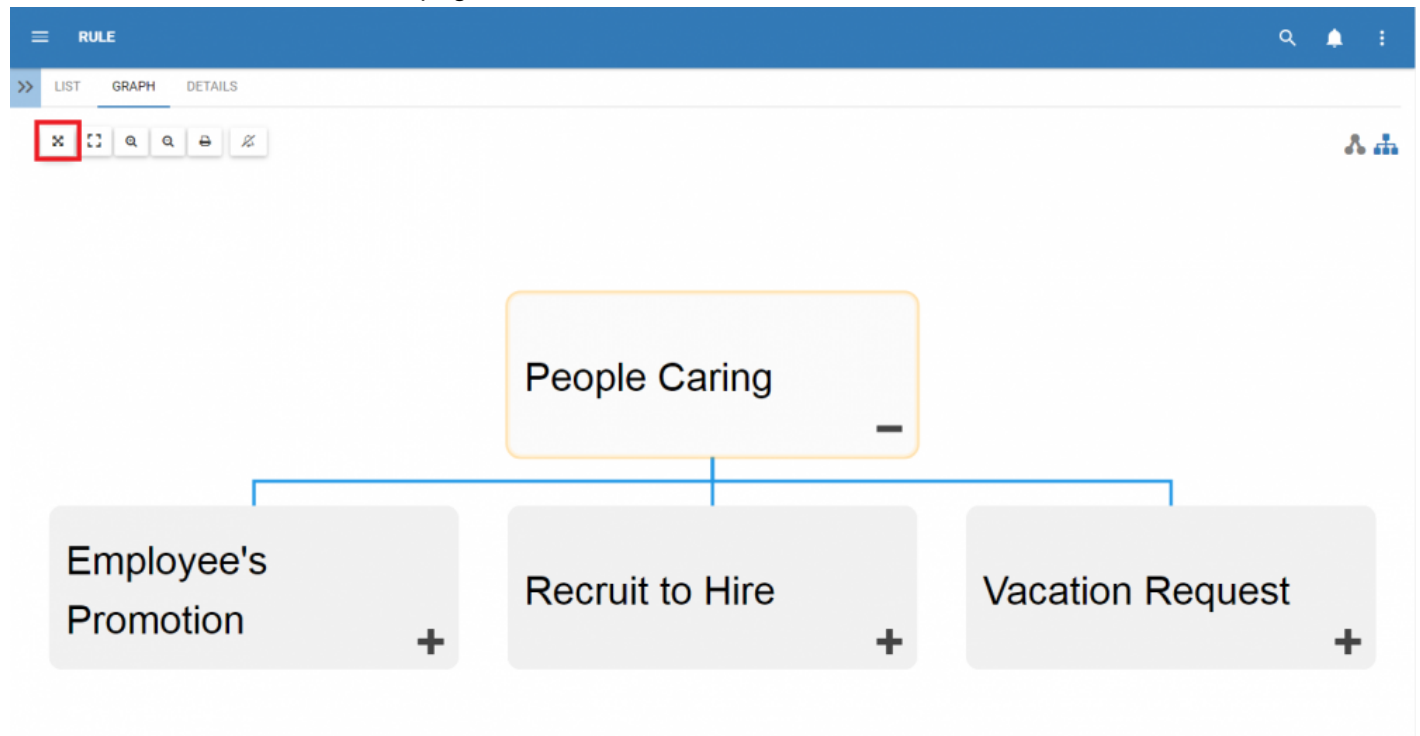 RULE
LIST GRAPH DETAILS
People Caring
Employee's
Promotion
Recruit to Hire
Vacation Request